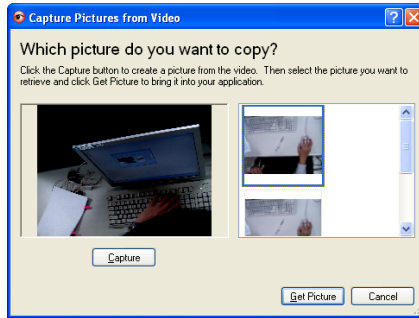 Capture Pictures from Video
Which picture do you want to copy?
Click the Capture button to create a picture from the video. Then select the picture you want to
retrieve and click Get Picture to bring it into your application.
Capture
Get Picture
Cancel